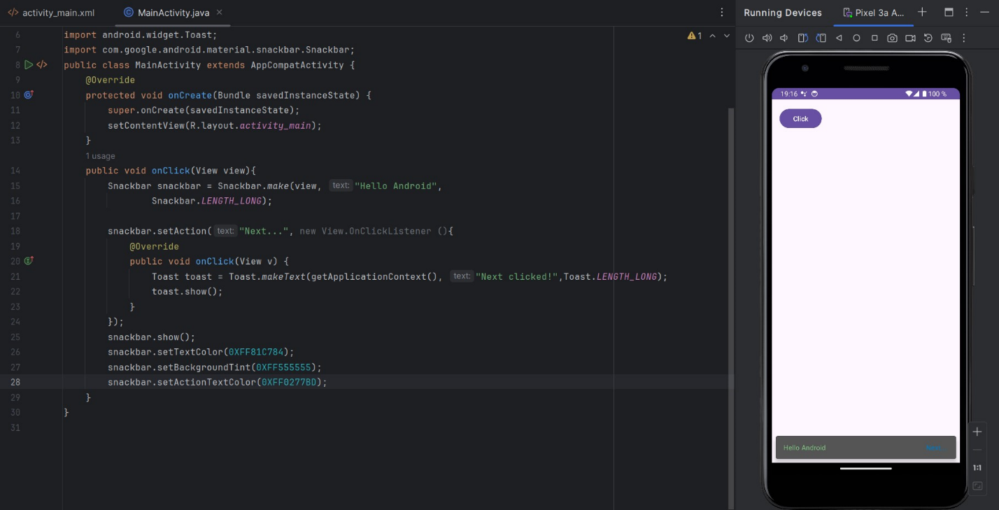 activity_main.xml
MainActivity.java
Running Devices
Pixel 3a A...
6 import android.widget.Toast;
1
7 import com.google.android.material.snackbar.Snackbar;
8 public class MainActivity extends AppCompatActivity {
9 @Override
10 protected void onCreate(Bundle savedInstanceState) {
11 super.onCreate(savedInstanceState);
12 setContentView(R.layout.activity_main);
13 }
1 usage
14 public void onClick(View view){
15 Snackbar snackbar = Snackbar.make(view, text: "Hello Android",
16 Snackbar.LENGTH_LONG);
17
18 snackbar.setAction( text: "Next...", new View.OnClickListener (){
19 @Override
20 public void onClick(View v) {
21 Toast toast = Toast.makeText(getApplicationContext(), text: "Next clicked!",Toast.LENGTH_LONG);
22 toast.show();
23 }
24 });
25 snackbar.show();
26 snackbar.setTextColor(0XFF81C784);
27 snackbar.setBackgroundTint(0XFF555555);
28 snackbar.setActionTextColor(0XFF0277BD);
29 }
30 }
31
19:16
100 %
Click
Hello Android
1:1